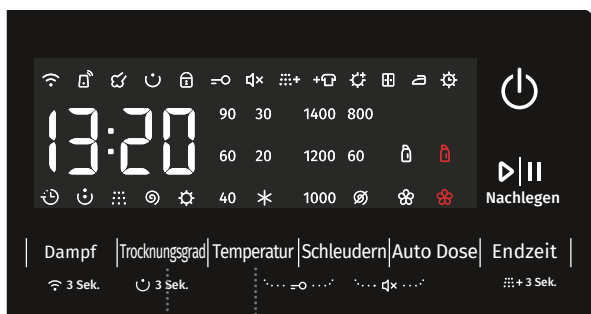 13:20
90 30 1400 800
60 20 1200 60
40 1000
Nachlegen
Dampf Trocknungsgrad Temperatur Schleudern Auto Dose Endzeit
3 Sek. 3 Sek. + 3 Sek.